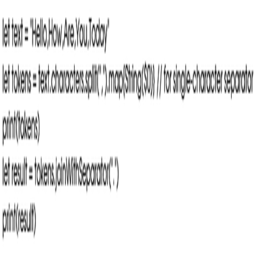 let text = "Hello,How,Are,You,Today"
let tokens = text.characters.split(",").map{String($0)} // for single-character separator
print(tokens)
let result = tokens.joinWithSeparator(".")
print(result)